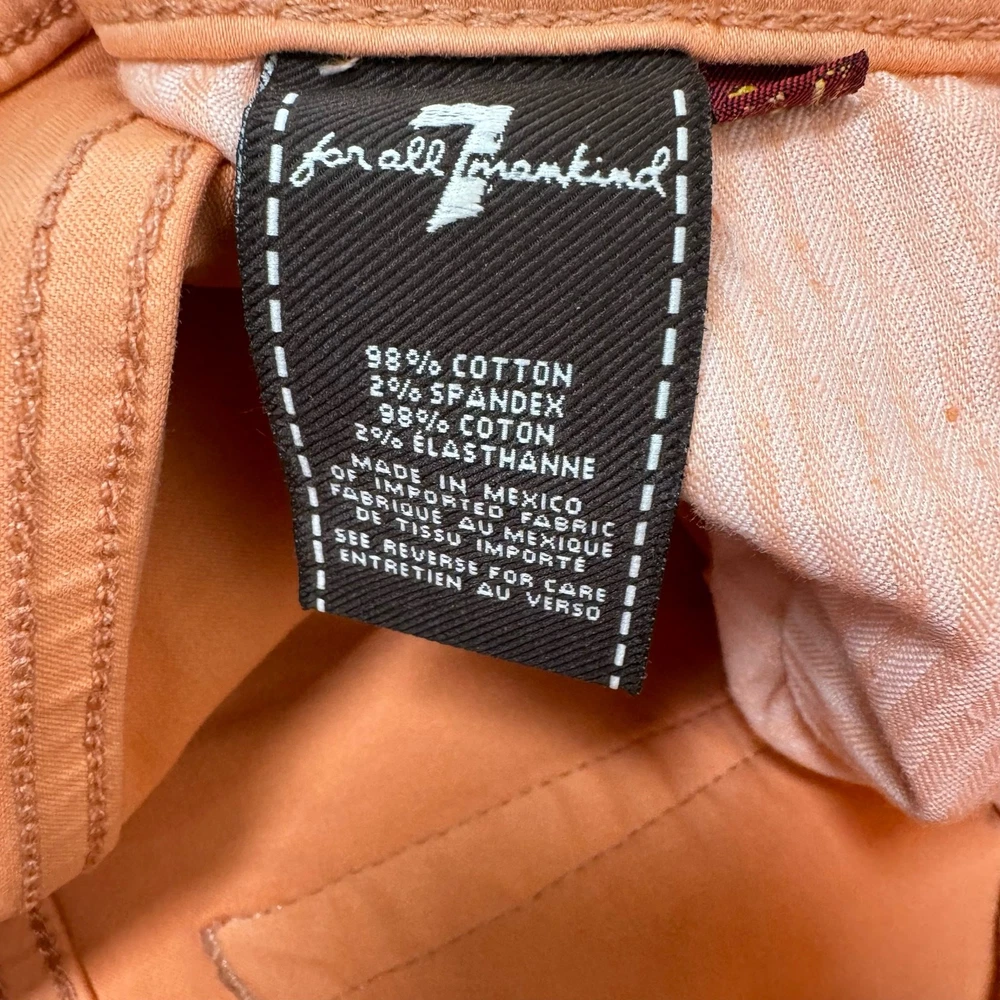 for all 7 mankind
98% COTTON
2% SPANDEX
98% COTON
2% ÉLASTHANNE
MADE IN MEXICO
OF IMPORTED FABRIC
FABRIQUÉ AU MEXIQUE
DE TISSU IMPORTÉ
SEE REVERSE FOR CARE
ENTRETIEN AU VERSO